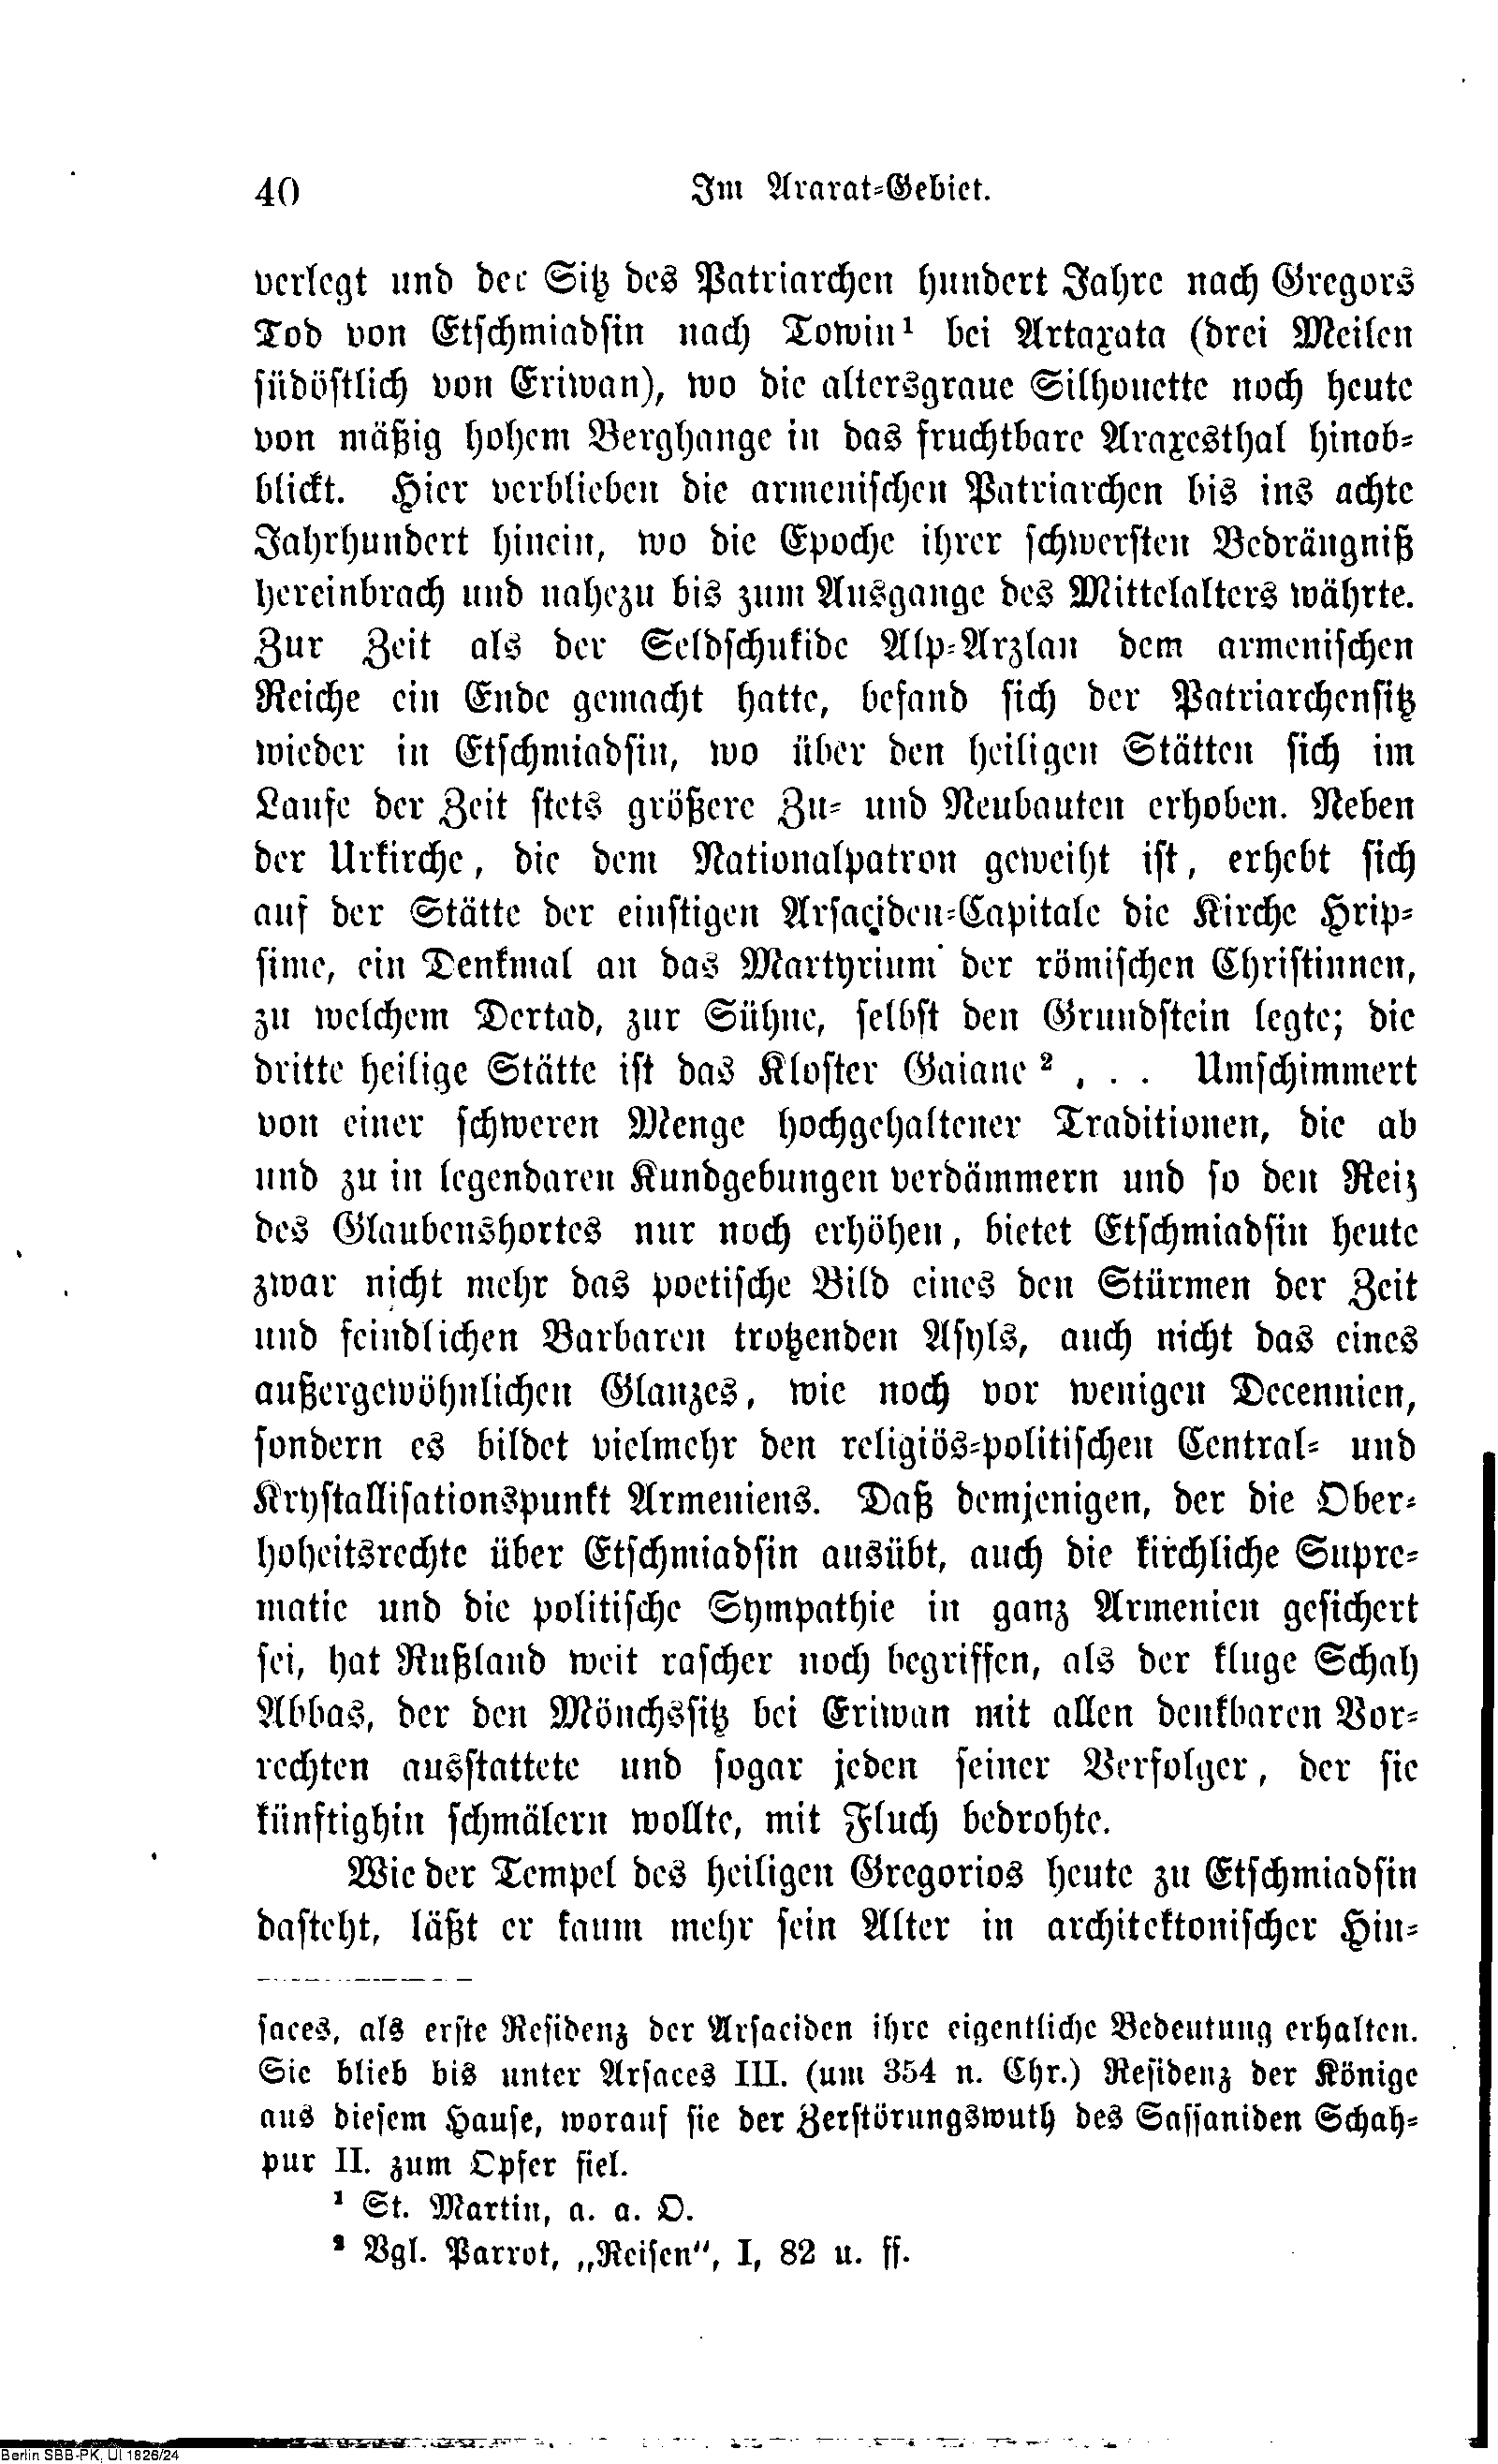 40 Im Ararat-Gebiet.
verlegt und der Sitz des Patriarchen hundert Jahre nach Gregors
Tod von Etschmiadsin nach Towin¹ bei Artaxata (drei Meilen
südöstlich von Eriwan), wo die altersgraue Silhouette noch heute
von mäßig hohem Berghange in das fruchtbare Araxesthal hinab-
blickt. Hier verblieben die armenischen Patriarchen bis ins achte
Jahrhundert hinein, wo die Epoche ihrer schwersten Bedrängniß
hereinbrach und nahezu bis zum Ausgange des Mittelalters währte.
Zur Zeit als der Seldschukide Alp-Arzlan dem armenischen
Reiche ein Ende gemacht hatte, befand sich der Patriarchensitz
wieder in Etschmiadsin, wo über den heiligen Stätten sich im
Laufe der Zeit stets größere Zu- und Neubauten erhoben. Neben
der Urkirche, die dem Nationalpatron geweiht ist, erhebt sich
auf der Stätte der einstigen Arsaciden-Capitale die Kirche Hrip-
sime, ein Denkmal an das Martyrium der römischen Christinnen,
zu welchem Dertad, zur Sühne, selbst den Grundstein legte; die
dritte heilige Stätte ist das Kloster Gaiane² . . . Umschimmert
von einer schweren Menge hochgehaltener Traditionen, die ab
und zu in legendaren Kundgebungen verdämmern und so den Reiz
des Glaubenshortes nur noch erhöhen, bietet Etschmiadsin heute
zwar nicht mehr das poetische Bild eines den Stürmen der Zeit
und feindlichen Barbaren trotzenden Asyls, auch nicht das eines
außergewöhnlichen Glanzes, wie noch vor wenigen Decennien,
sondern es bildet vielmehr den religiös-politischen Central- und
Krystallisationspunkt Armeniens. Daß demjenigen, der die Ober-
hoheitsrechte über Etschmiadsin ausübt, auch die kirchliche Supre-
matie und die politische Sympathie in ganz Armenien gesichert
sei, hat Rußland weit rascher noch begriffen, als der kluge Schah
Abbas, der den Mönchssitz bei Eriwan mit allen denkbaren Vor-
rechten ausstattete und sogar jeden seiner Verfolger, der sie
künftighin schmälern wollte, mit Fluch bedrohte.
Wie der Tempel des heiligen Gregorios heute zu Etschmiadsin
dasteht, läßt er kaum mehr sein Alter in architektonischer Hin-
saces, als erste Residenz der Arsaciden ihre eigentliche Bedeutung erhalten.
Sie blieb bis unter Arsaces III. (um 354 n. Chr.) Residenz der Könige
aus diesem Hause, worauf sie der Zerstörungswuth des Sassaniden Schah-
pur II. zum Opfer fiel.
¹ St. Martin, a. a. O.
² Vgl. Parrot, „Reisen“, I, 82 u. ff.
Berlin SBB-PK, Ul 1826/24